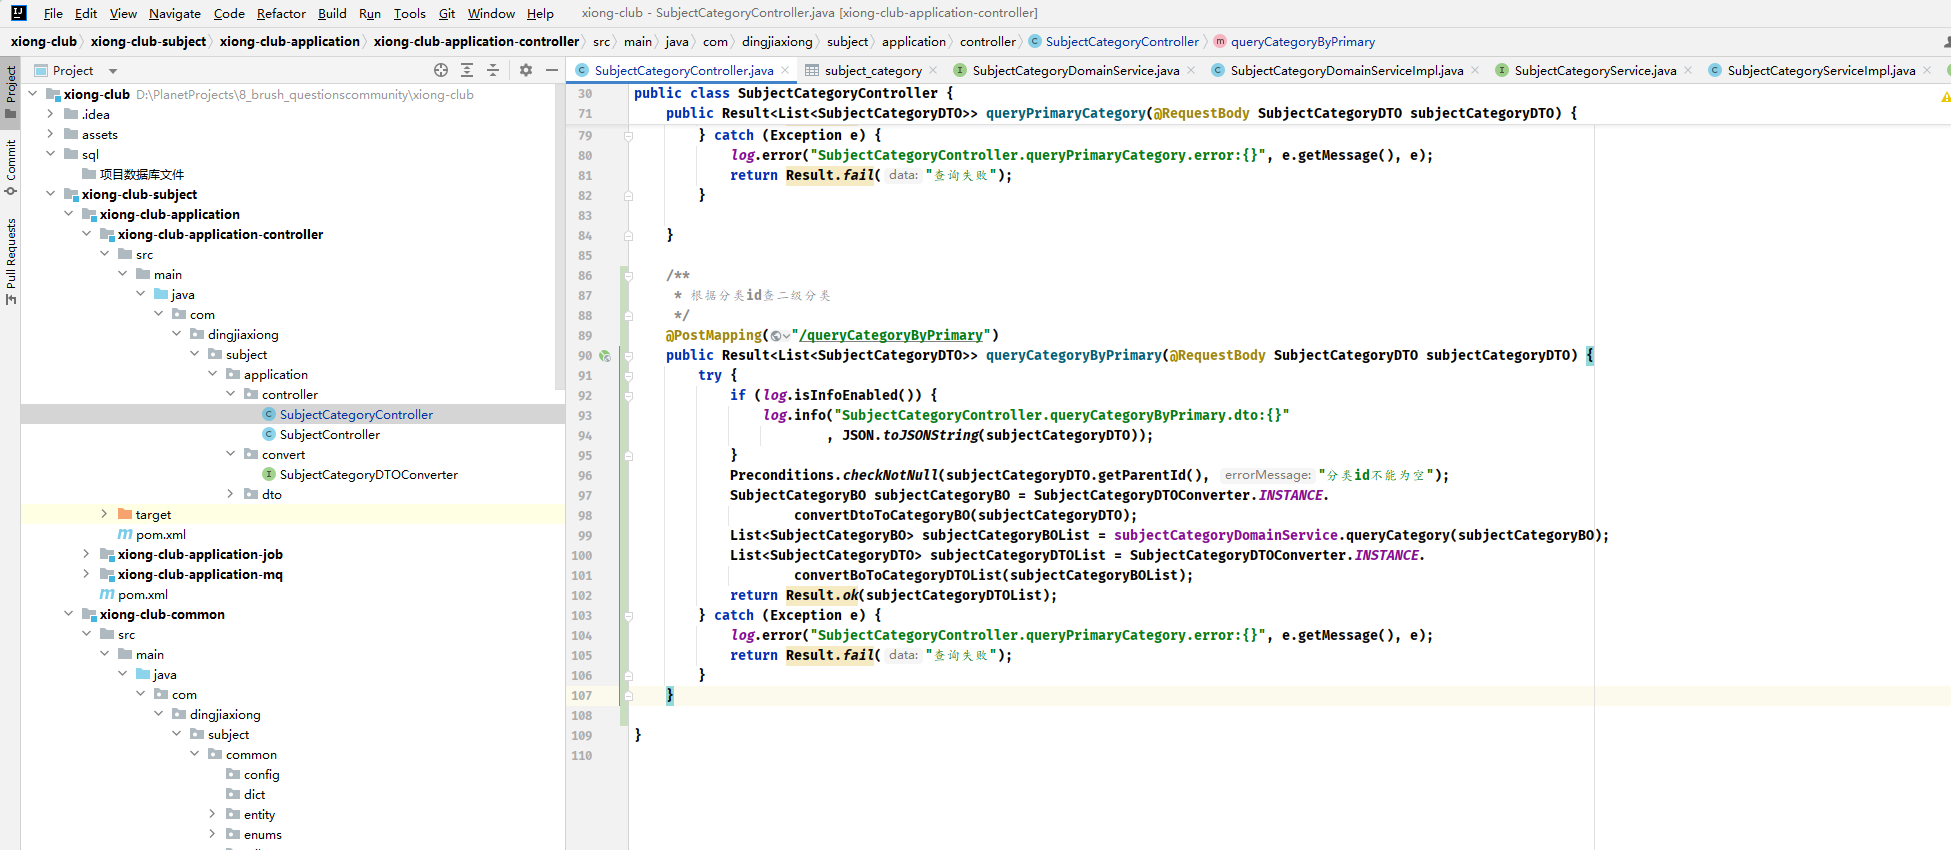 File Edit View Navigate Code Refactor Build Run Tools Git Window Help xiong-club - SubjectCategoryController.java [xiong-club-application-controller]
xiong-club xiong-club-subject xiong-club-application xiong-club-application-controller src main java com dingjiaxiong subject application controller SubjectCategoryController queryCategoryByPrimary
Project
Commit
Pull Requests
Project
xiong-club D:\PlanetProjects\8_brush_questionscommunity\xiong-club
.idea
assets
sql
项目数据库文件
xiong-club-subject
xiong-club-application
xiong-club-application-controller
src
main
java
com
dingjiaxiong
subject
application
controller
SubjectCategoryController
SubjectController
convert
SubjectCategoryDTOConverter
dto
target
pom.xml
xiong-club-application-job
xiong-club-application-mq
pom.xml
xiong-club-common
src
main
java
com
dingjiaxiong
subject
common
config
dict
entity
enums
SubjectCategoryController.java subject_category SubjectCategoryDomainService.java SubjectCategoryDomainServiceImpl.java SubjectCategoryService.java SubjectCategoryServiceImpl.java
30 public class SubjectCategoryController {
71 public Result<List<SubjectCategoryDTO>> queryPrimaryCategory(@RequestBody SubjectCategoryDTO subjectCategoryDTO) {
79 } catch (Exception e) {
80 log.error("SubjectCategoryController.queryPrimaryCategory.error:{}", e.getMessage(), e);
81 return Result.fail( data: "查询失败");
82 }
83
84 }
85
86 /**
87 * 根据分类id查二级分类
88 */
89 @PostMapping("/queryCategoryByPrimary")
90 public Result<List<SubjectCategoryDTO>> queryCategoryByPrimary(@RequestBody SubjectCategoryDTO subjectCategoryDTO) {
91 try {
92 if (log.isInfoEnabled()) {
93 log.info("SubjectCategoryController.queryCategoryByPrimary.dto:{}"
94 , JSON.toJSONString(subjectCategoryDTO));
95 }
96 Preconditions.checkNotNull(subjectCategoryDTO.getParentId(), errorMessage: "分类id不能为空");
97 SubjectCategoryBO subjectCategoryBO = SubjectCategoryDTOConverter.INSTANCE.
98 convertDtoToCategoryBO(subjectCategoryDTO);
99 List<SubjectCategoryBO> subjectCategoryBOList = subjectCategoryDomainService.queryCategory(subjectCategoryBO);
100 List<SubjectCategoryDTO> subjectCategoryDTOList = SubjectCategoryDTOConverter.INSTANCE.
101 convertBoToCategoryDTOList(subjectCategoryBOList);
102 return Result.ok(subjectCategoryDTOList);
103 } catch (Exception e) {
104 log.error("SubjectCategoryController.queryPrimaryCategory.error:{}", e.getMessage(), e);
105 return Result.fail( data: "查询失败");
106 }
107 }
108
109 }
110